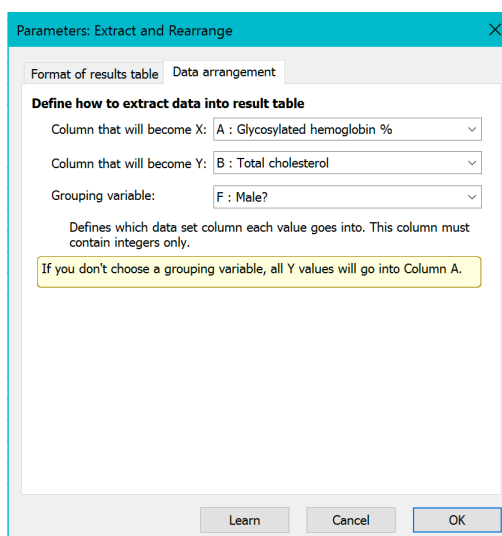 Parameters: Extract and Rearrange
Format of results table
Data arrangement
Define how to extract data into result table
Column that will become X: A : Glycosylated hemoglobin %
Column that will become Y: B : Total cholesterol
Grouping variable: F : Male?
Defines which data set column each value goes into. This column must
contain integers only.
If you don't choose a grouping variable, all Y values will go into Column A.
Learn
Cancel
OK